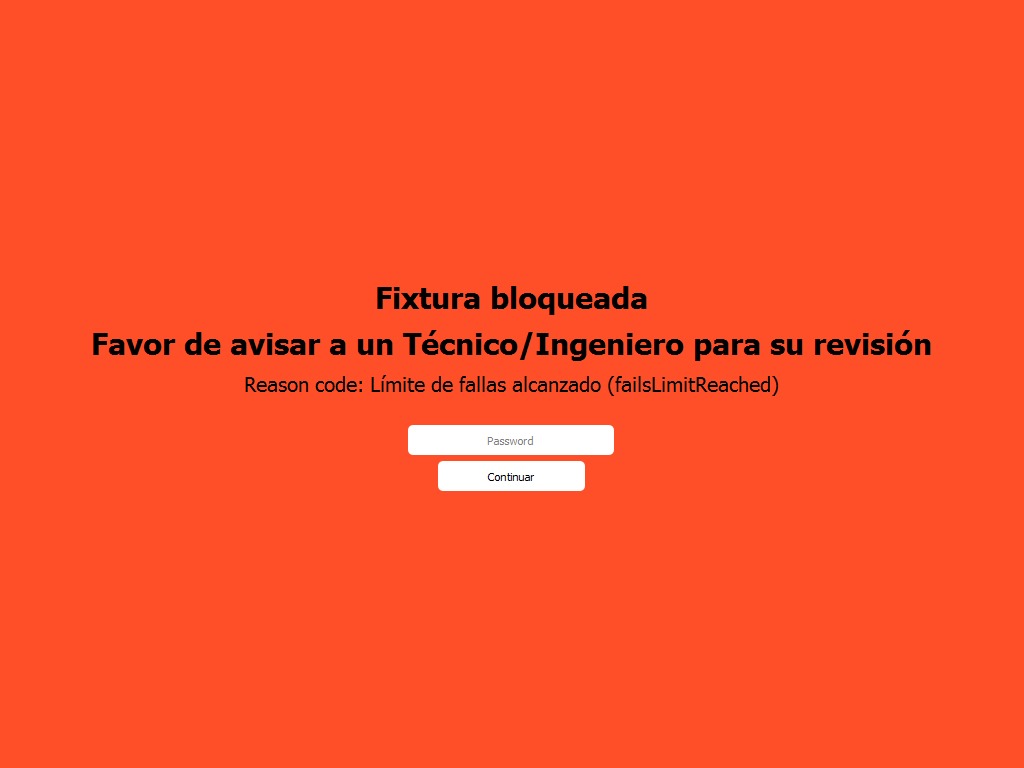 Fixtura bloqueada
Favor de avisar a un Técnico/Ingeniero para su revisión
Reason code: Límite de fallas alcanzado (failsLimitReached)
Password
Continuar